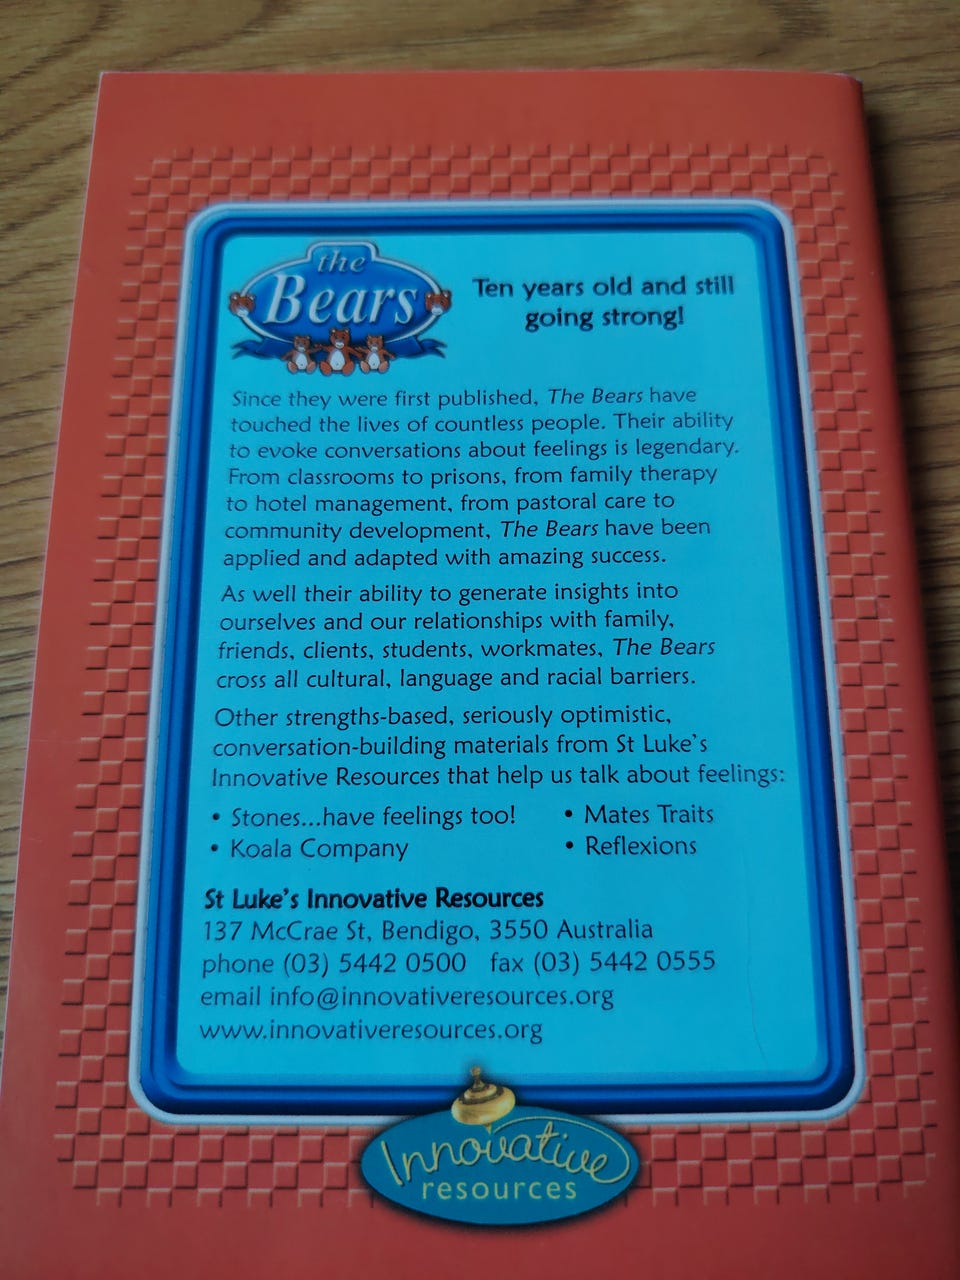 the
Bears
Ten years old and still
going strong!
Since they were first published, The Bears have
touched the lives of countless people. Their ability
to evoke conversations about feelings is legendary.
From classrooms to prisons, from family therapy
to hotel management, from pastoral care to
community development, The Bears have been
applied and adapted with amazing success.
As well their ability to generate insights into
ourselves and our relationships with family,
friends, clients, students, workmates, The Bears
cross all cultural, language and racial barriers.
Other strengths-based, seriously optimistic,
conversation-building materials from St Luke's
Innovative Resources that help us talk about feelings:
• Stones...have feelings too!
• Koala Company
• Mates Traits
• Reflexions
St Luke's Innovative Resources
137 McCrae St, Bendigo, 3550 Australia
phone (03) 5442 0500 fax (03) 5442 0555
email info@innovativeresources.org
www.innovativeresources.org
Innovative
resources